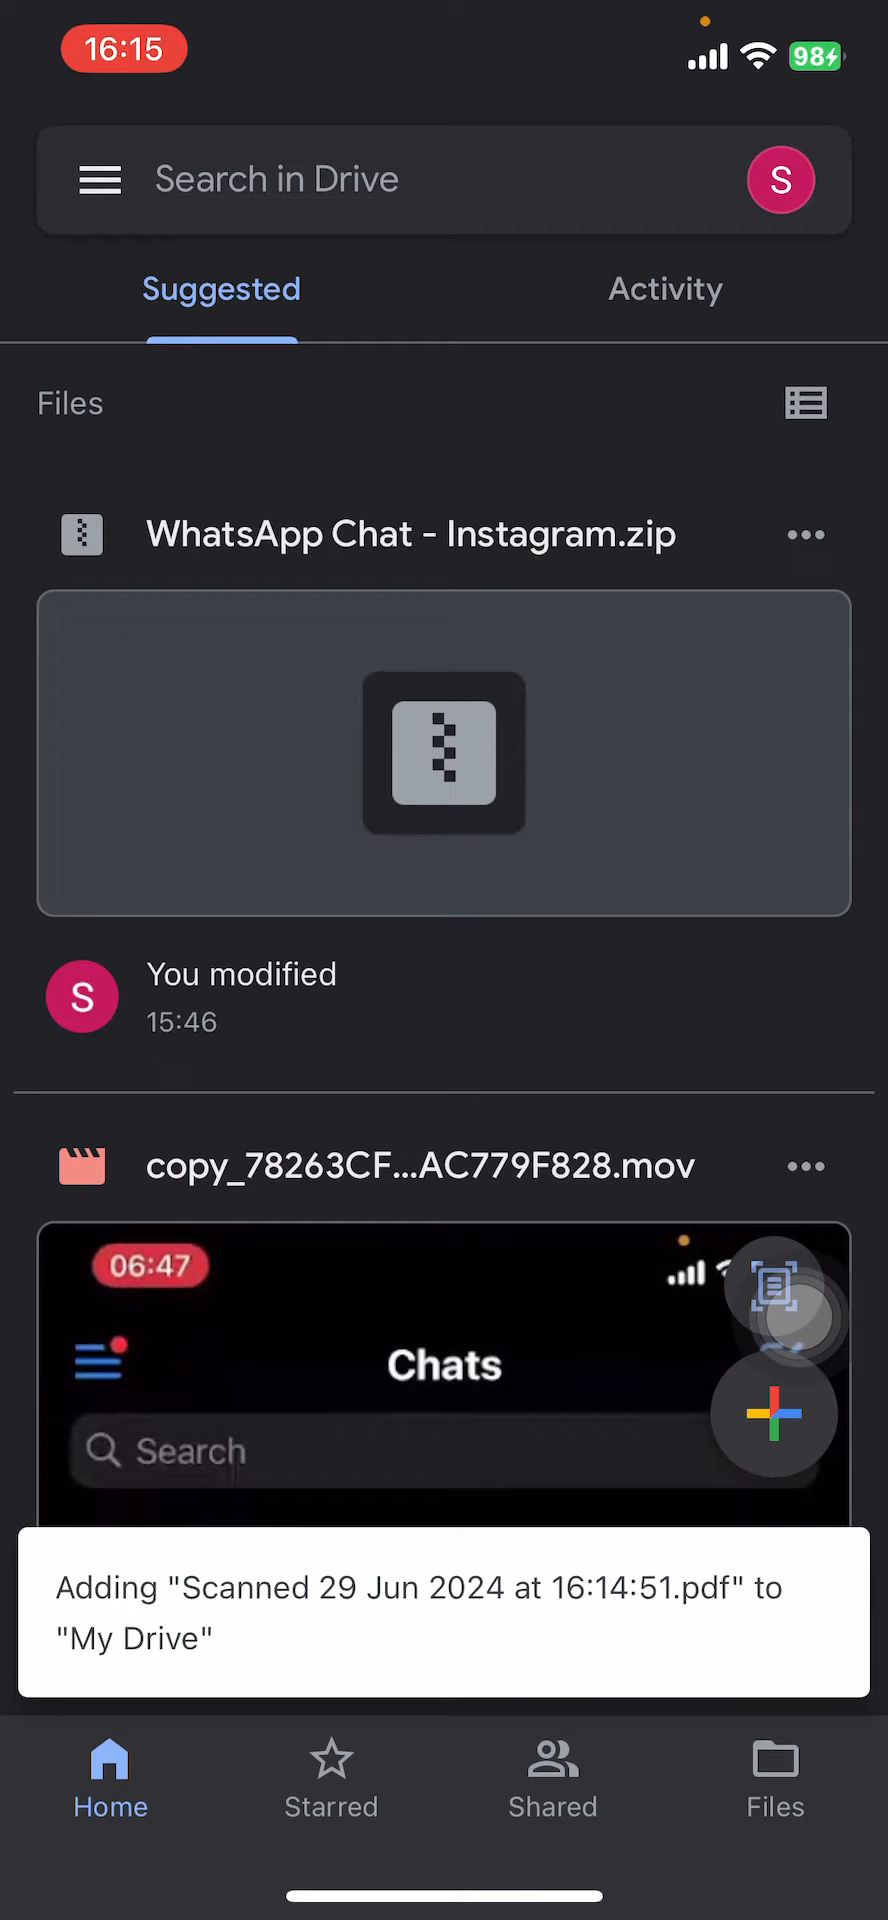 16:15
98
Search in Drive
S
Suggested
Activity
Files
WhatsApp Chat - Instagram.zip
S
You modified
15:46
copy_78263CF...AC779F828.mov
06:47
Chats
Search
Adding "Scanned 29 Jun 2024 at 16:14:51.pdf" to
"My Drive"
Home
Starred
Shared
Files